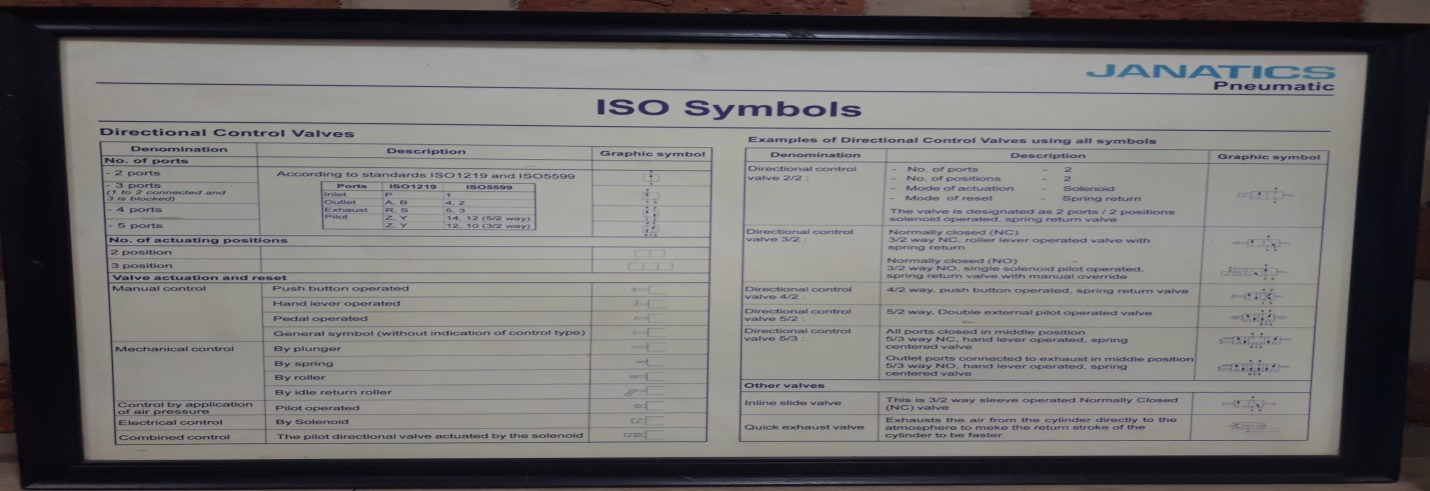 JANATICS
Pneumatic
ISO Symbols
Directional Control Valves
Denomination Description Graphic symbol
No. of ports
- 2 ports
- 3 ports
(1 to 2 connected and
3 is blocked)
- 4 ports
- 5 ports
According to standards ISO1219 and ISO5599
Ports ISO1219 ISO5599
Inlet P 1
Outlet A, B 4, 2
Exhaust R, S 5, 3
Pilot Z, Y 14, 12 (5/2 way)
Z, Y 12, 10 (3/2 way)
No. of actuating positions
2 position
3 position
Valve actuation and reset
Manual control Push button operated
Hand lever operated
Pedal operated
General symbol (without indication of control type)
Mechanical control By plunger
By spring
By roller
By idle return roller
Control by application
of air pressure
Pilot operated
Electrical control By Solenoid
Combined control The pilot directional valve actuated by the solenoid
Examples of Directional Control Valves using all symbols
Denomination Description Graphic symbol
Directional control
valve 2/2 :
- No. of ports - 2
- No. of positions - 2
- Mode of actuation - Solenoid
- Mode of reset - Spring return
The valve is designated as 2 ports / 2 positions
solenoid operated, spring return valve
Directional control
valve 3/2 :
Normally closed (NC)
3/2 way NC, roller lever operated valve with
spring return
Normally closed (NO)
3/2 way NO, single solenoid pilot operated,
spring return valve with manual override
Directional control
valve 4/2 :
4/2 way, push button operated, spring return valve
Directional control
valve 5/2 :
5/2 way, Double external pilot operated valve
Directional control
valve 5/3 :
All ports closed in middle position
5/3 way NC, hand lever operated, spring
centered valve
Outlet ports connected to exhaust in middle position
5/3 way NO, hand lever operated, spring
centered valve
Other valves
Inline slide valve
This is 3/2 way sleeve operated Normally Closed
(NC) valve
Quick exhaust valve
Exhausts the air from the cylinder directly to the
atmosphere to make the return stroke of the
cylinder to be faster